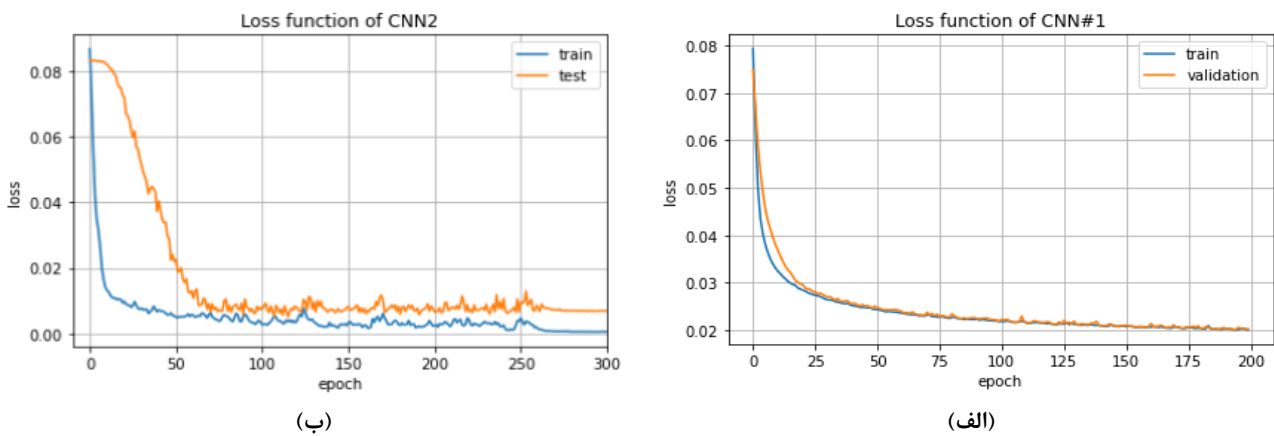 Loss function of CNN2
train
test
0.08
0.06
0.04
0.02
0.00
loss
0 50 100 150 200 250 300
epoch
(ب)
Loss function of CNN#1
train
validation
0.08
0.07
0.06
0.05
0.04
0.03
0.02
loss
0 25 50 75 100 125 150 175 200
epoch
(الف)